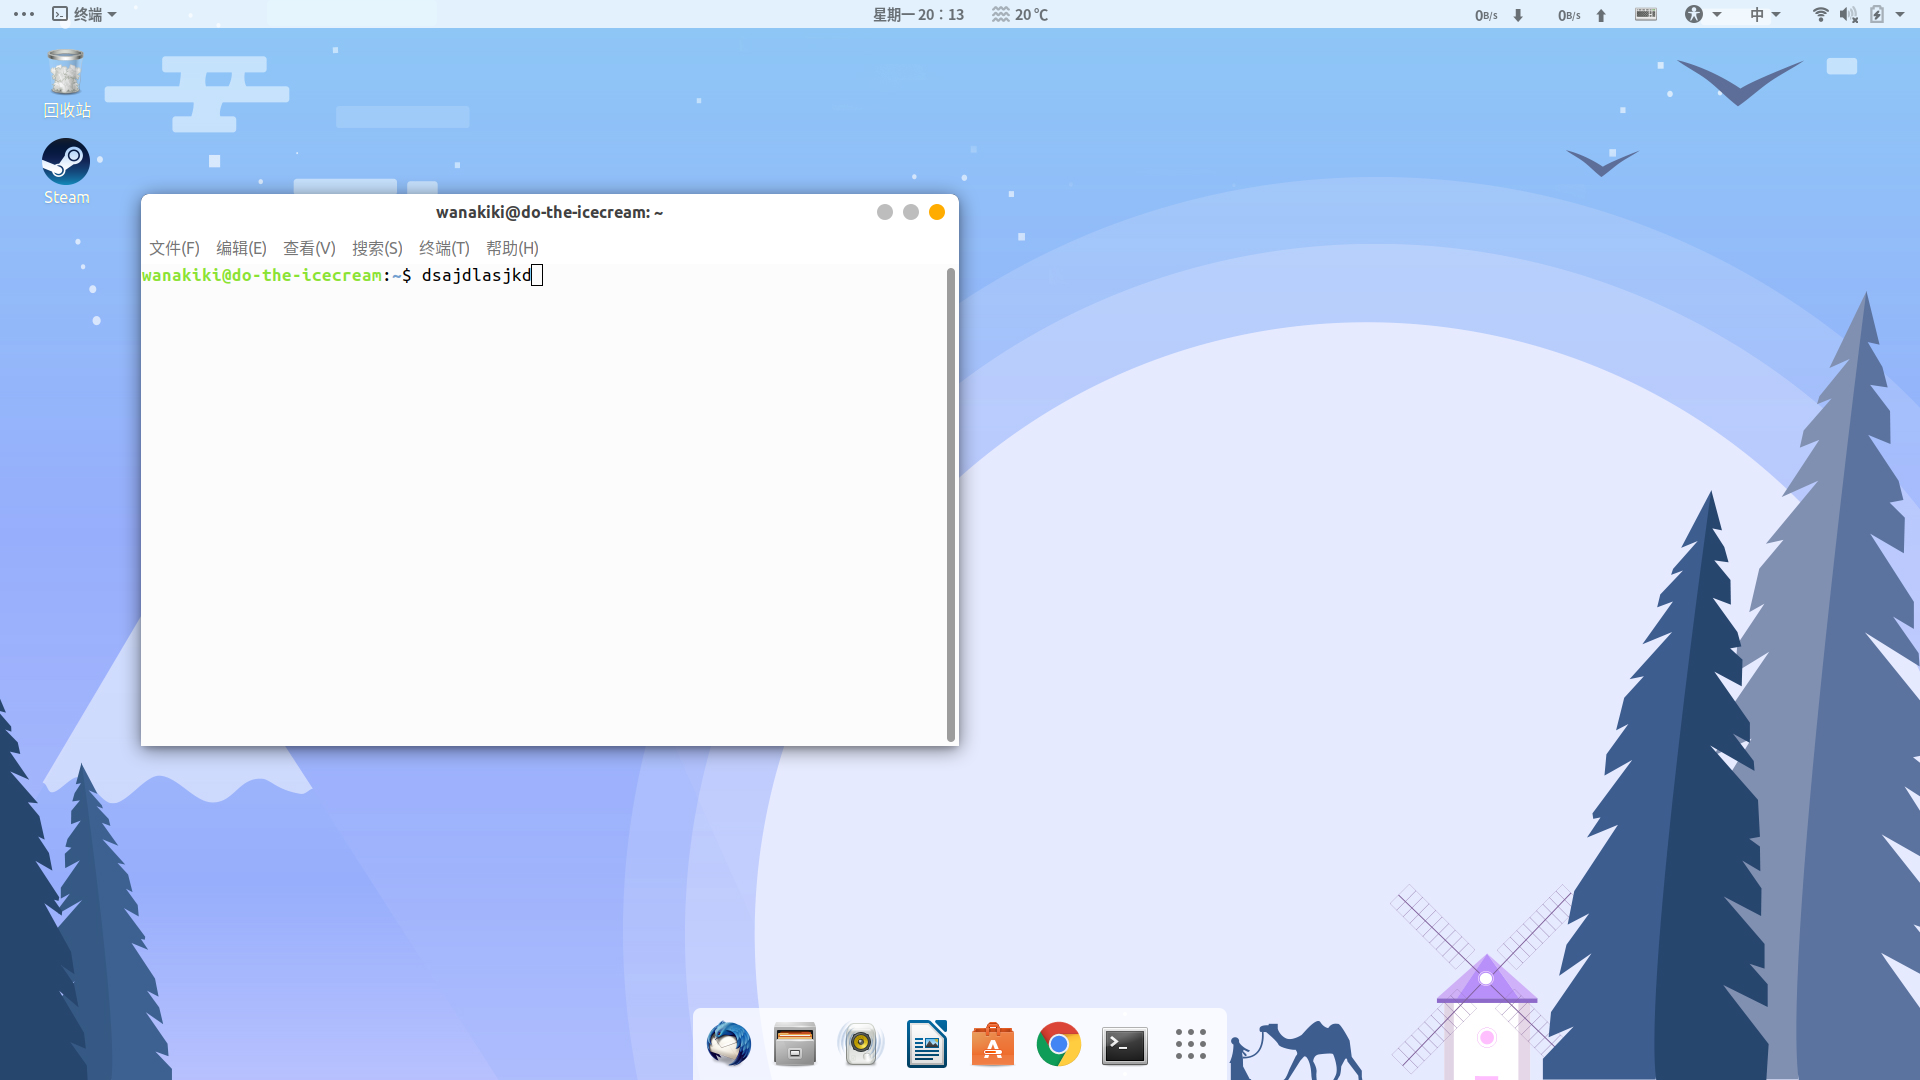 终端
星期一 20：13
20 °C
0B/s
0B/s
中
回收站
Steam
wanakiki@do-the-icecream: ~
文件(F) 编辑(E) 查看(V) 搜索(S) 终端(T) 帮助(H)
wanakiki@do-the-icecream:~$ dsajdlasjkd